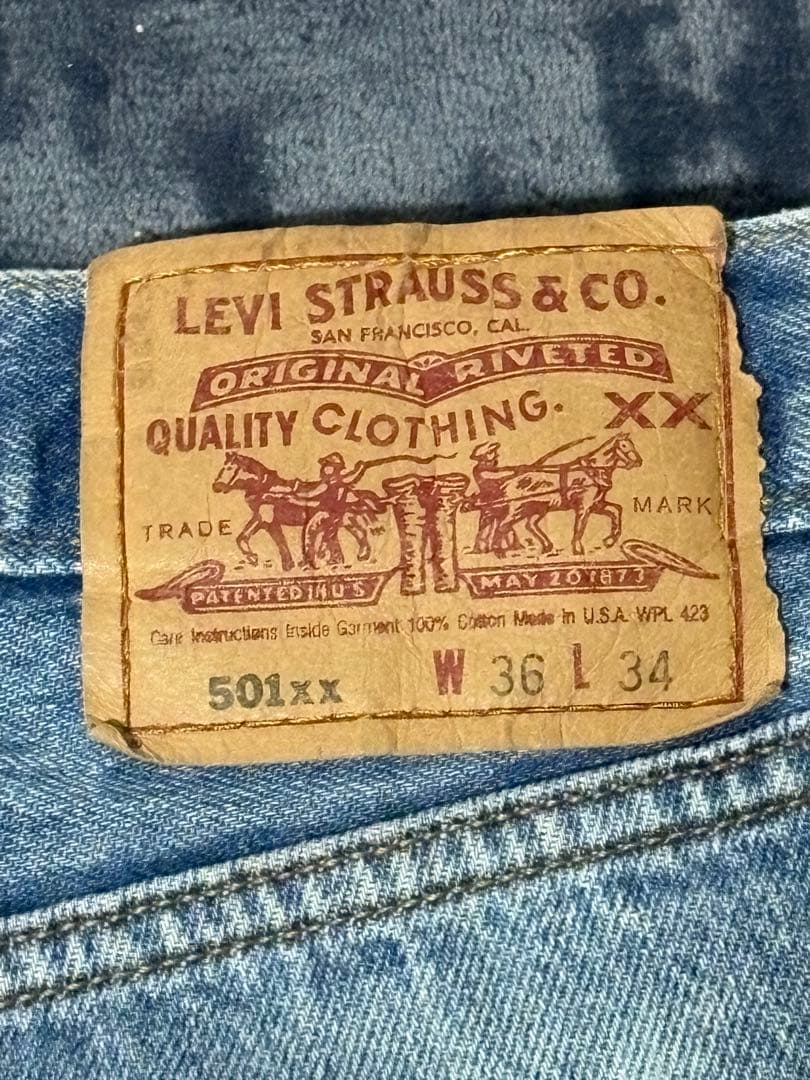 LEVI STRAUSS & CO.
SAN FRANCISCO, CAL.
ORIGINAL RIVETED
QUALITY CLOTHING. XX
TRADE MARK
PATENTED IN U S MAY 20 1873
Care Instructions Inside Garment 100% Cotton Made in U.S.A. WPL 423
501xx W 36 L 34